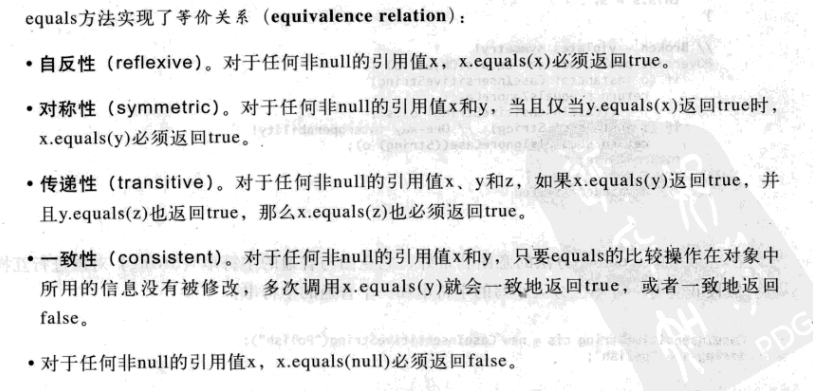 equals方法实现了等价关系（equivalence relation）：
• 自反性（reflexive）。对于任何非null的引用值x，x.equals(x)必须返回true。
• 对称性（symmetric）。对于任何非null的引用值x和y，当且仅当y.equals(x)返回true时，
x.equals(y)必须返回true。
• 传递性（transitive）。对于任何非null的引用值x、y和z，如果x.equals(y)返回true，并
且y.equals(z)也返回true，那么x.equals(z)也必须返回true。
• 一致性（consistent）。对于任何非null的引用值x和y，只要equals的比较操作在对象中
所用的信息没有被修改，多次调用x.equals(y)就会一致地返回true，或者一致地返回
false。
• 对于任何非null的引用值x，x.equals(null)必须返回false。
PDG